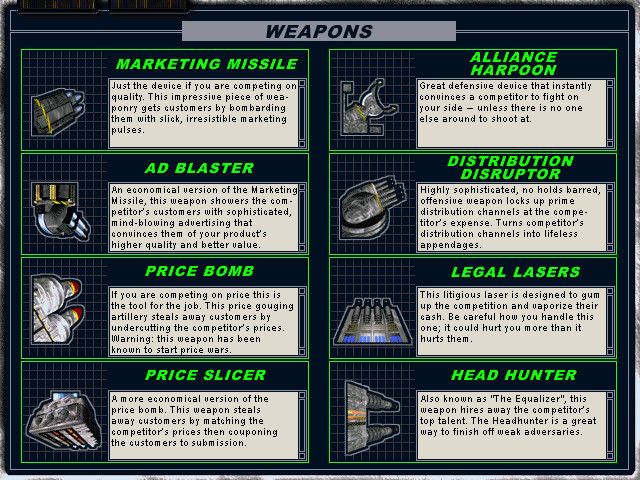 WEAPONS
MARKETING MISSILE
Just the device if you are competing on
quality. This impressive piece of wea-
ponry gets customers by bombarding
them with slick, irresistible marketing
pulses.
AD BLASTER
An economical version of the Marketing
Missile, this weapon showers the com-
petitor's customers with sophisticated,
mind-blowing advertising that
convinces them of your product's
higher quality and better value.
PRICE BOMB
If you are competing on price this is
the tool for the job. This price gouging
artillery steals away customers by
undercutting the competitor's prices.
Warning: this weapon has been
known to start price wars.
PRICE SLICER
A more economical version of the
price bomb. This weapon steals
away customers by matching the
competitor's prices then couponing
the customers to submission.
ALLIANCE
HARPOON
Great defensive device that instantly
convinces a competitor to fight on
your side – unless there is no one
else around to shoot at.
DISTRIBUTION
DISRUPTOR
Highly sophisticated, no holds barred,
offensive weapon locks up prime
distribution channels at the compe-
titor's expense. Turns competitor's
distribution channels into lifeless
appendages.
LEGAL LASERS
This litigious laser is designed to gum
up the competition and vaporize their
cash. Be careful how you handle this
one; it could hurt you more than it
hurts them.
HEAD HUNTER
Also known as "The Equalizer", this
weapon hires away the competitor's
top talent. The Headhunter is a great
way to finish off weak adversaries.